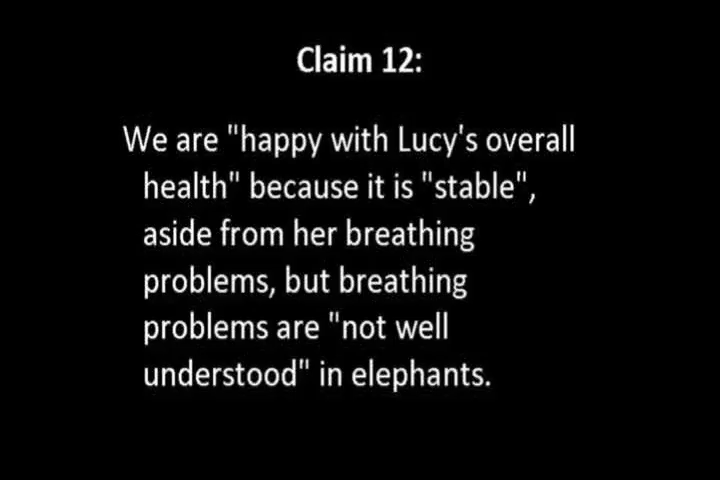 Claim 12:
We are "happy with Lucy's overall
health" because it is "stable",
aside from her breathing
problems, but breathing
problems are "not well
understood" in elephants.